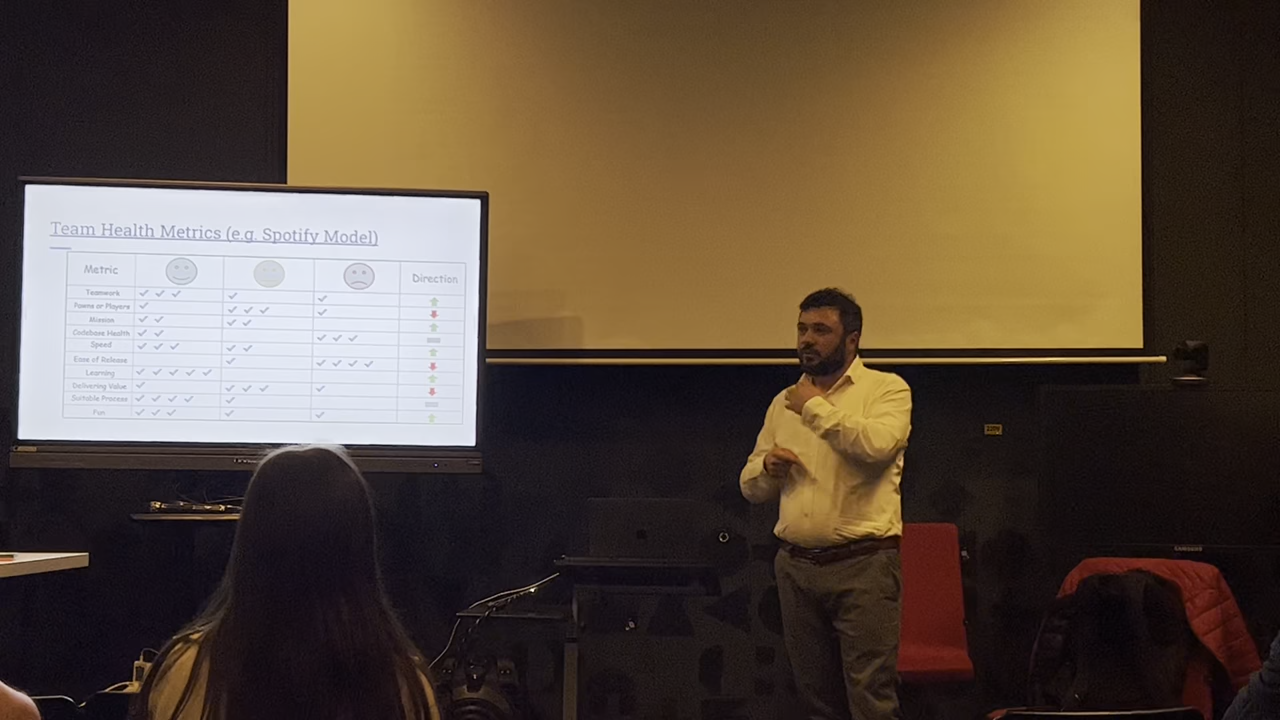 Team Health Metrics (e.g. Spotify Model)
Metric Direction
Teamwork
Pawns or Players
Mission
Codebase Health
Speed
Ease of Release
Learning
Delivering Value
Suitable Process
Fun
SAMSUNG